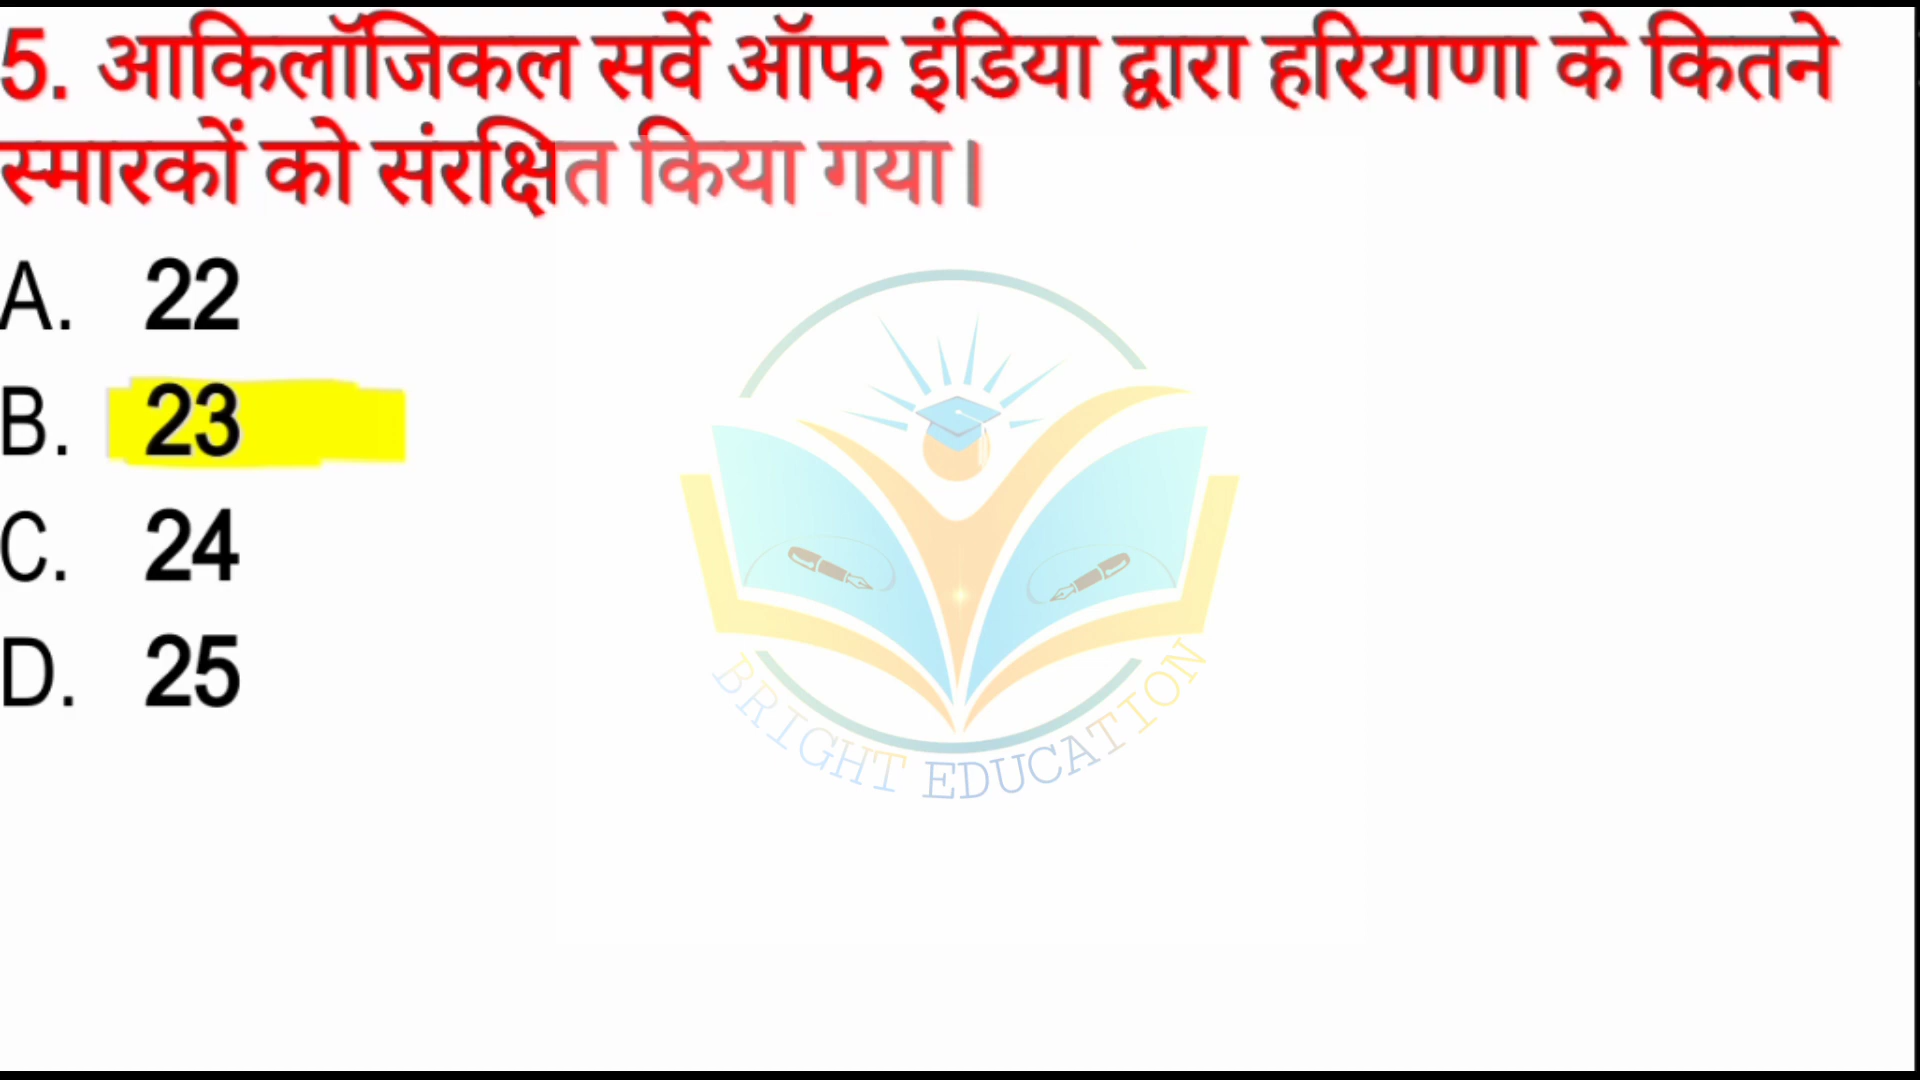 5. आकिलॉजिकल सर्वे ऑफ इंडिया द्वारा हरियाणा के कितने
स्मारकों को संरक्षित किया गया।
A. 22
B. 23
C. 24
D. 25
BRIGHT EDUCATION